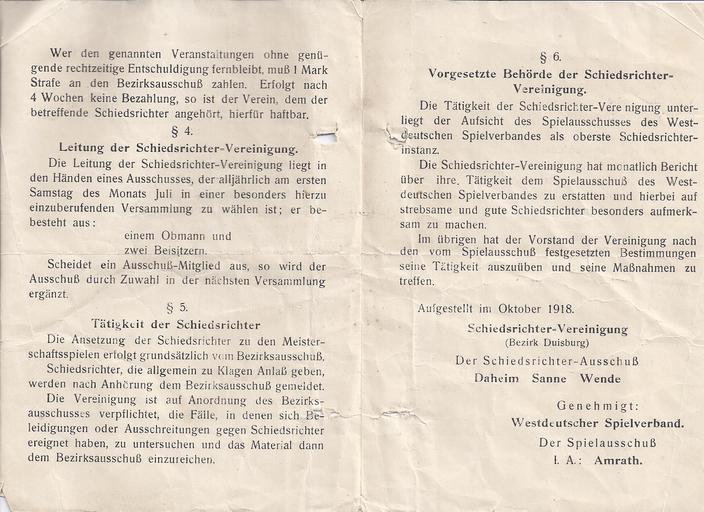 Wer den genannten Veranstaltungen ohne genü-
gende rechtzeitige Entschuldigung fernbleibt, muß 1 Mark
Strafe an den Bezirksausschuß zahlen. Erfolgt nach
4 Wochen keine Bezahlung, so ist der Verein, dem der
betreffende Schiedsrichter angehört, hierfür haftbar.
§ 4.
Leitung der Schiedsrichter-Vereinigung.
Die Leitung der Schiedsrichter-Vereinigung liegt in
den Händen eines Ausschusses, der alljährlich am ersten
Samstag des Monats Juli in einer besonders hierzu
einzuberufenden Versammlung zu wählen ist; er be-
besteht aus:
einem Obmann und
zwei Beisitzern.
Scheidet ein Ausschuß-Mitglied aus, so wird der
Ausschuß durch Zuwahl in der nächsten Versammlung
ergänzt.
§ 5.
Tätigkeit der Schiedsrichter
Die Ansetzung der Schiedsrichter zu den Meister-
schaftsspielen erfolgt grundsätzlich vom Bezirksausschuß.
Schiedsrichter, die allgemein zu Klagen Anlaß geben,
werden nach Anhörung dem Bezirksausschuß gemeldet.
Die Vereinigung ist auf Anordnung des Bezirks-
ausschusses verpflichtet, die Fälle, in denen sich Be-
leidigungen oder Ausschreitungen gegen Schiedsrichter
ereignet haben, zu untersuchen und das Material dann
dem Bezirksausschuß einzureichen.
§ 6.
Vorgesetzte Behörde der Schiedsrichter-
Vereinigung.
Die Tätigkeit der Schiedsrichter-Vereinigung unter-
liegt der Aufsicht des Spielausschusses des West-
deutschen Spielverbandes als oberste Schiedsrichter-
instanz.
Die Schiedsrichter-Vereinigung hat monatlich Bericht
über ihre Tätigkeit dem Spielausschuß des West-
deutschen Spielverbandes zu erstatten und hierbei auf
strebsame und gute Schiedsrichter besonders aufmerk-
sam zu machen.
Im übrigen hat der Vorstand der Vereinigung nach
den vom Spielausschuß festgesetzten Bestimmungen
seine Tätigkeit auszuüben und seine Maßnahmen zu
treffen.
Aufgestellt im Oktober 1918.
Schiedsrichter-Vereinigung
(Bezirk Duisburg)
Der Schiedsrichter-Ausschuß
Daheim Sanne Wende
Genehmigt:
Westdeutscher Spielverband.
Der Spielausschuß
I. A.: Amrath.